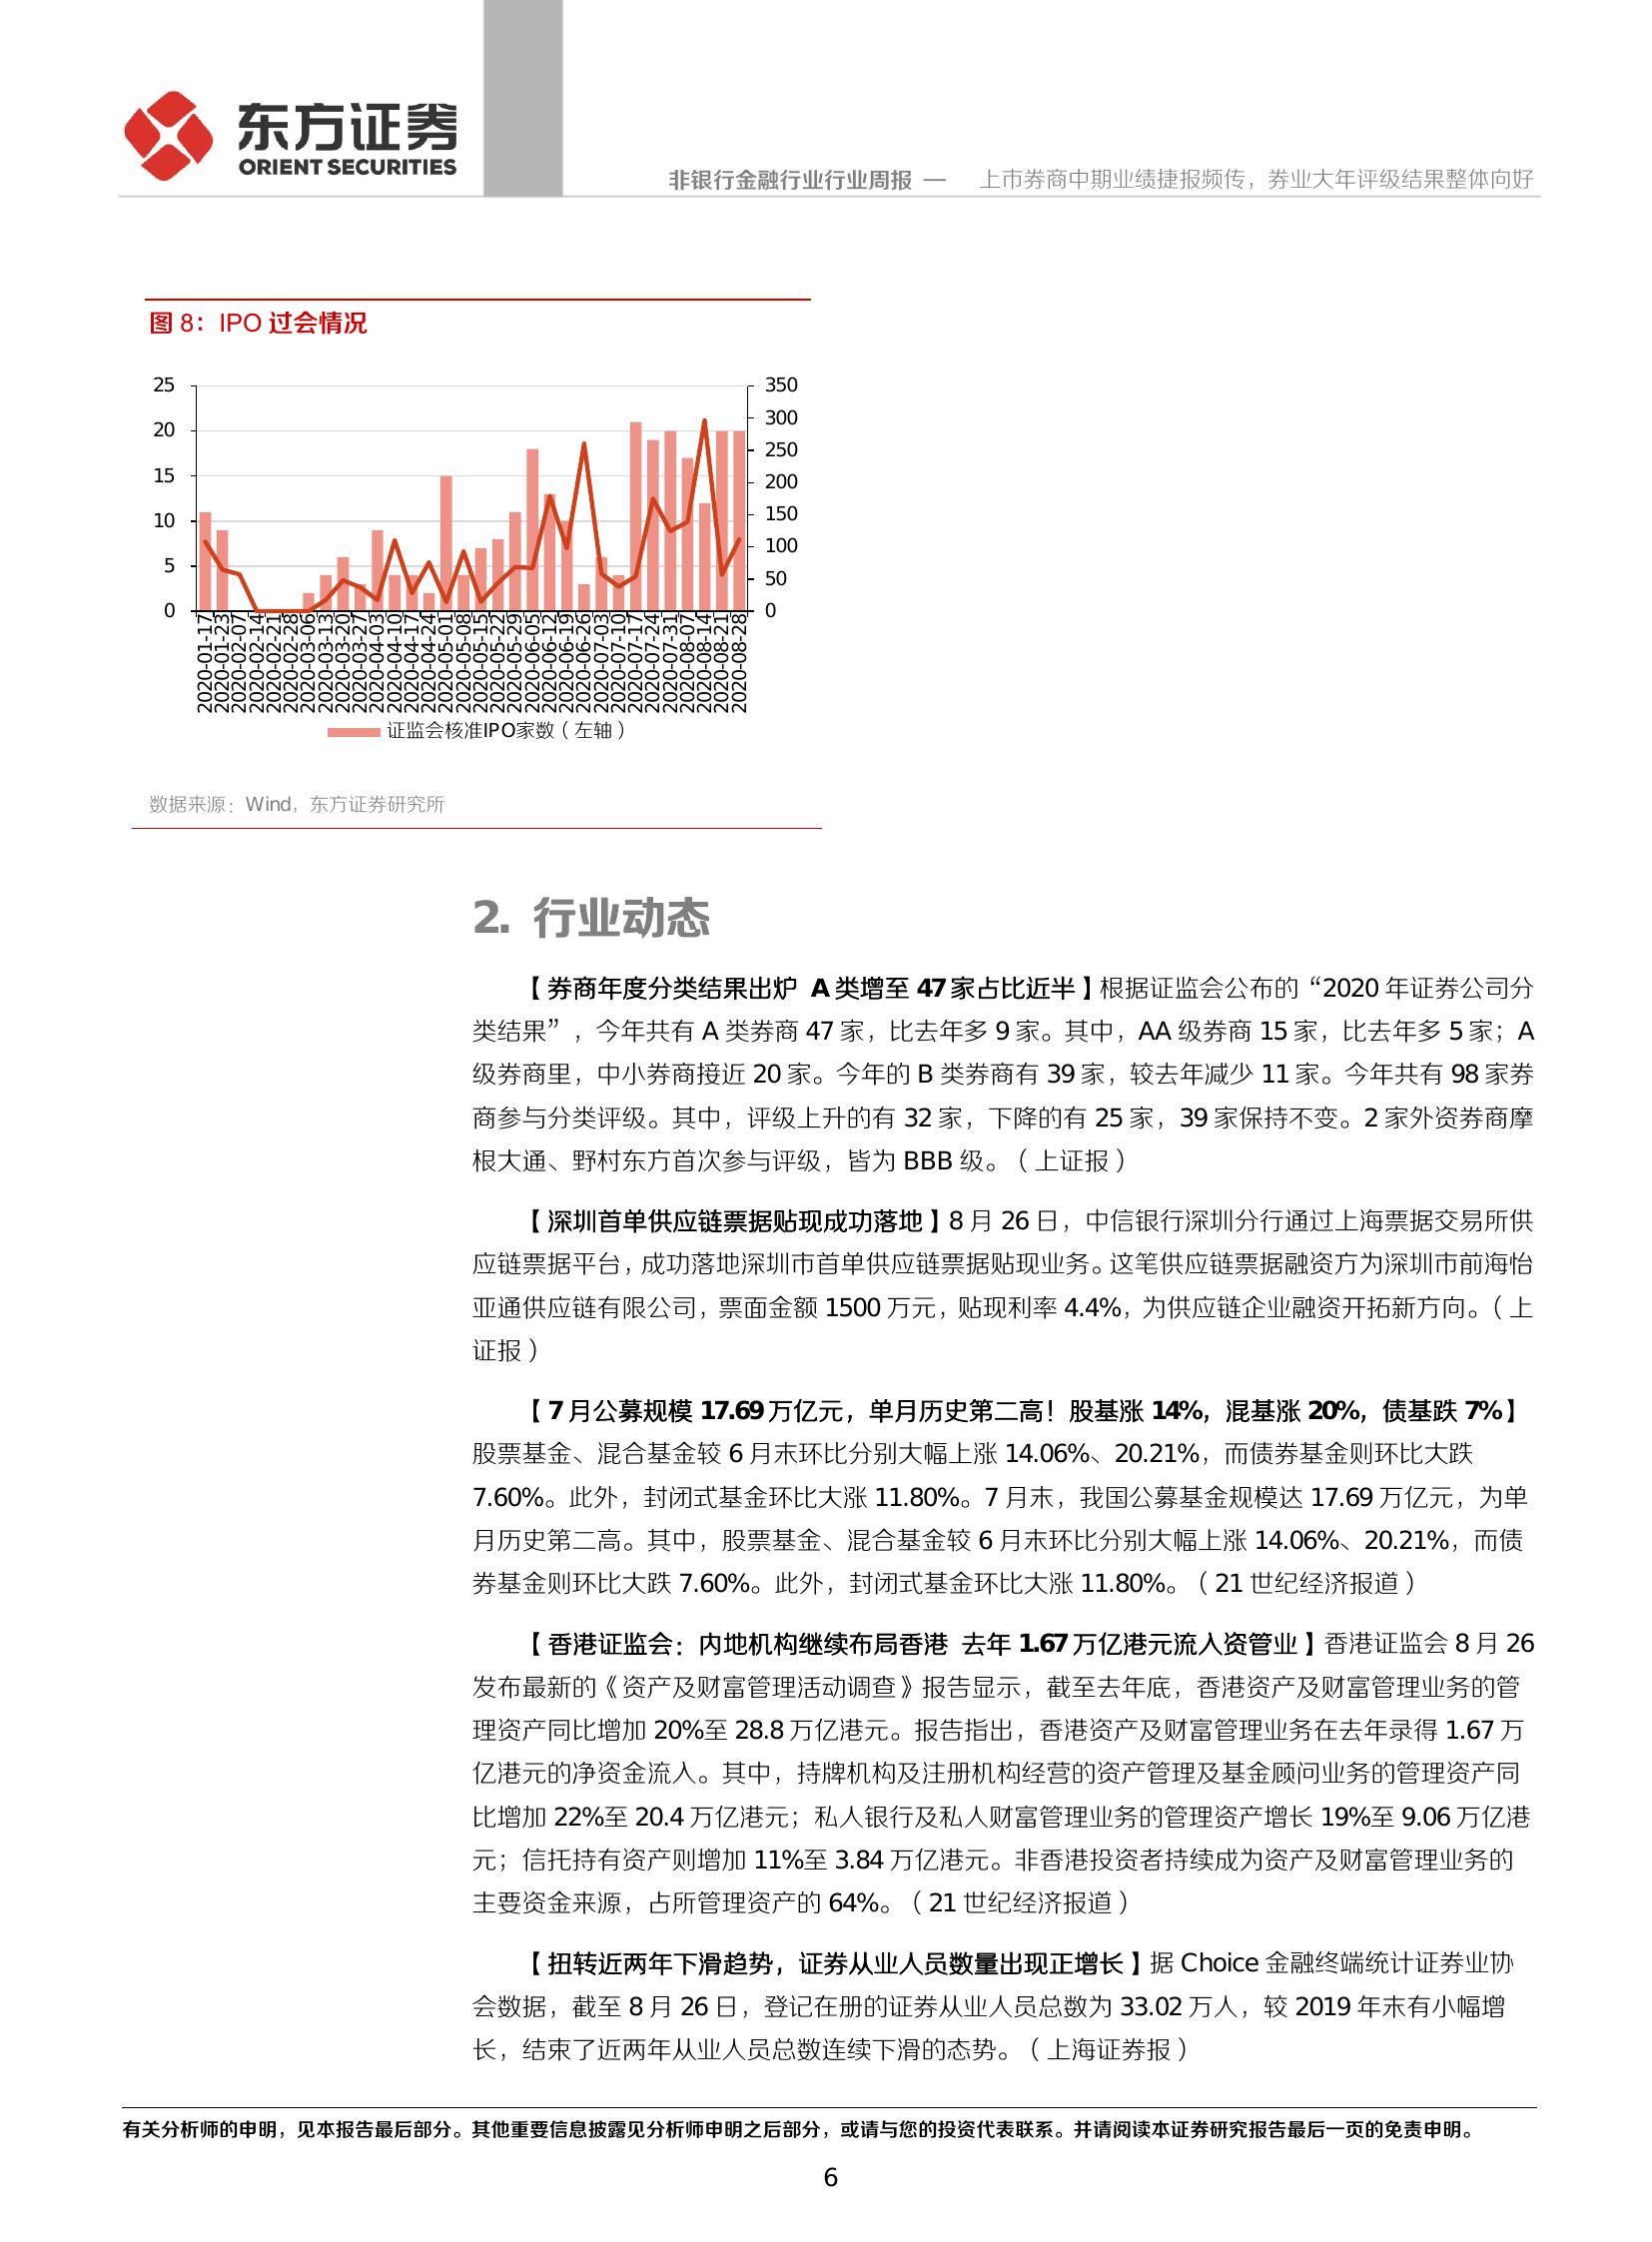 东方证券
ORIENT SECURITIES
非银行金融行业行业周报 — 上市券商中期业绩捷报频传，券业大年评级结果整体向好
图 8：IPO 过会情况
25
20
15
10
5
0
350
300
250
200
150
100
50
0
2020-01-17
2020-01-23
2020-02-07
2020-02-14
2020-02-21
2020-02-28
2020-03-06
2020-03-13
2020-03-20
2020-03-27
2020-04-03
2020-04-10
2020-04-17
2020-04-24
2020-05-01
2020-05-08
2020-05-15
2020-05-22
2020-05-29
2020-06-05
2020-06-12
2020-06-19
2020-06-26
2020-07-03
2020-07-10
2020-07-17
2020-07-24
2020-07-31
2020-08-07
2020-08-14
2020-08-21
2020-08-28
证监会核准IPO家数（左轴）
数据来源：Wind，东方证券研究所
2. 行业动态
【券商年度分类结果出炉 A 类增至 47 家占比近半】根据证监会公布的“2020 年证券公司分
类结果”，今年共有 A 类券商 47 家，比去年多 9 家。其中，AA 级券商 15 家，比去年多 5 家；A
级券商里，中小券商接近 20 家。今年的 B 类券商有 39 家，较去年减少 11 家。今年共有 98 家券
商参与分类评级。其中，评级上升的有 32 家，下降的有 25 家，39 家保持不变。2 家外资券商摩
根大通、野村东方首次参与评级，皆为 BBB 级。（上证报）
【深圳首单供应链票据贴现成功落地】8 月 26 日，中信银行深圳分行通过上海票据交易所供
应链票据平台，成功落地深圳市首单供应链票据贴现业务。这笔供应链票据融资方为深圳市前海怡
亚通供应链有限公司，票面金额 1500 万元，贴现利率 4.4%，为供应链企业融资开拓新方向。（上
证报）
【7 月公募规模 17.69 万亿元，单月历史第二高！股基涨 14%，混基涨 20%，债基跌 7%】
股票基金、混合基金较 6 月末环比分别大幅上涨 14.06%、20.21%，而债券基金则环比大跌
7.60%。此外，封闭式基金环比大涨 11.80%。7 月末，我国公募基金规模达 17.69 万亿元，为单
月历史第二高。其中，股票基金、混合基金较 6 月末环比分别大幅上涨 14.06%、20.21%，而债
券基金则环比大跌 7.60%。此外，封闭式基金环比大涨 11.80%。（21 世纪经济报道）
【香港证监会：内地机构继续布局香港 去年 1.67 万亿港元流入资管业】香港证监会 8 月 26
发布最新的《资产及财富管理活动调查》报告显示，截至去年底，香港资产及财富管理业务的管
理资产同比增加 20%至 28.8 万亿港元。报告指出，香港资产及财富管理业务在去年录得 1.67 万
亿港元的净资金流入。其中，持牌机构及注册机构经营的资产管理及基金顾问业务的管理资产同
比增加 22%至 20.4 万亿港元；私人银行及私人财富管理业务的管理资产增长 19%至 9.06 万亿港
元；信托持有资产则增加 11%至 3.84 万亿港元。非香港投资者持续成为资产及财富管理业务的
主要资金来源，占所管理资产的 64%。（21 世纪经济报道）
【扭转近两年下滑趋势，证券从业人员数量出现正增长】据 Choice 金融终端统计证券业协
会数据，截至 8 月 26 日，登记在册的证券从业人员总数为 33.02 万人，较 2019 年末有小幅增
长，结束了近两年从业人员总数连续下滑的态势。（上海证券报）
有关分析师的申明，见本报告最后部分。其他重要信息披露见分析师申明之后部分，或请与您的投资代表联系。并请阅读本证券研究报告最后一页的免责申明。
6